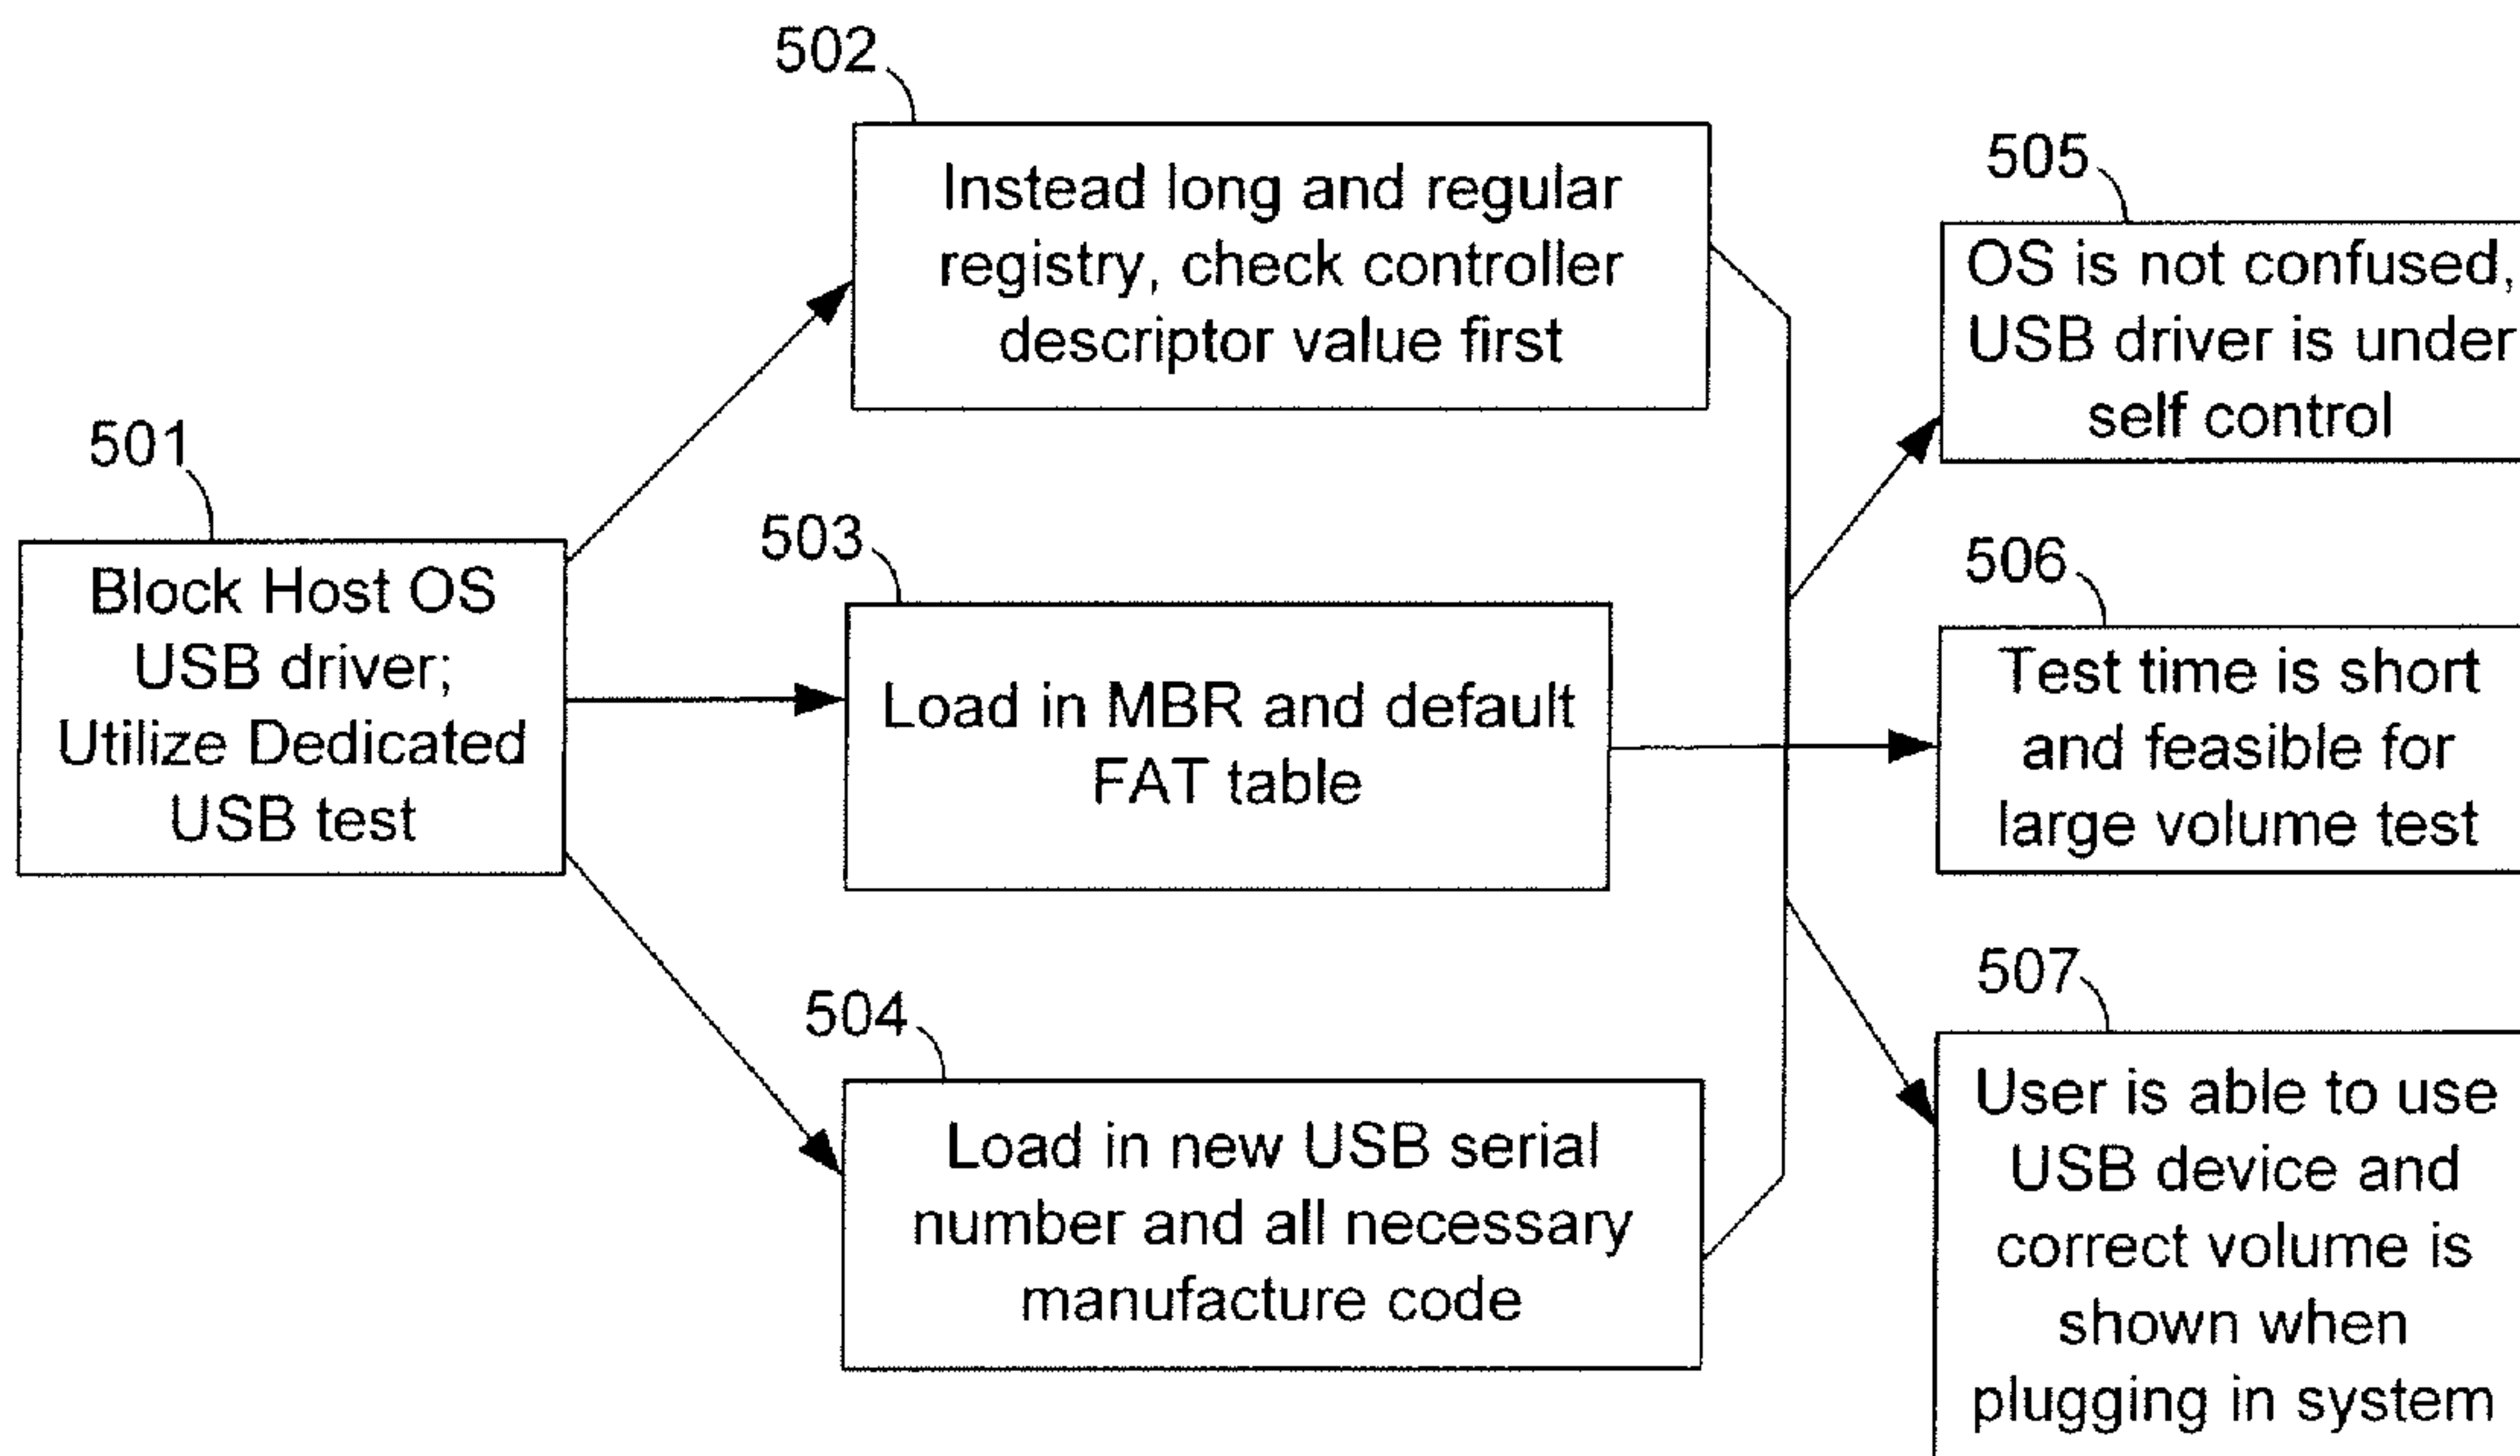 501
Block Host OS
USB driver;
Utilize Dedicated
USB test
502
Instead long and regular
registry, check controller
descriptor value first
503
Load in MBR and default
FAT table
504
Load in new USB serial
number and all necessary
manufacture code
505
OS is not confused,
USB driver is under
self control
506
Test time is short
and feasible for
large volume test
507
User is able to use
USB device and
correct volume is
shown when
plugging in system